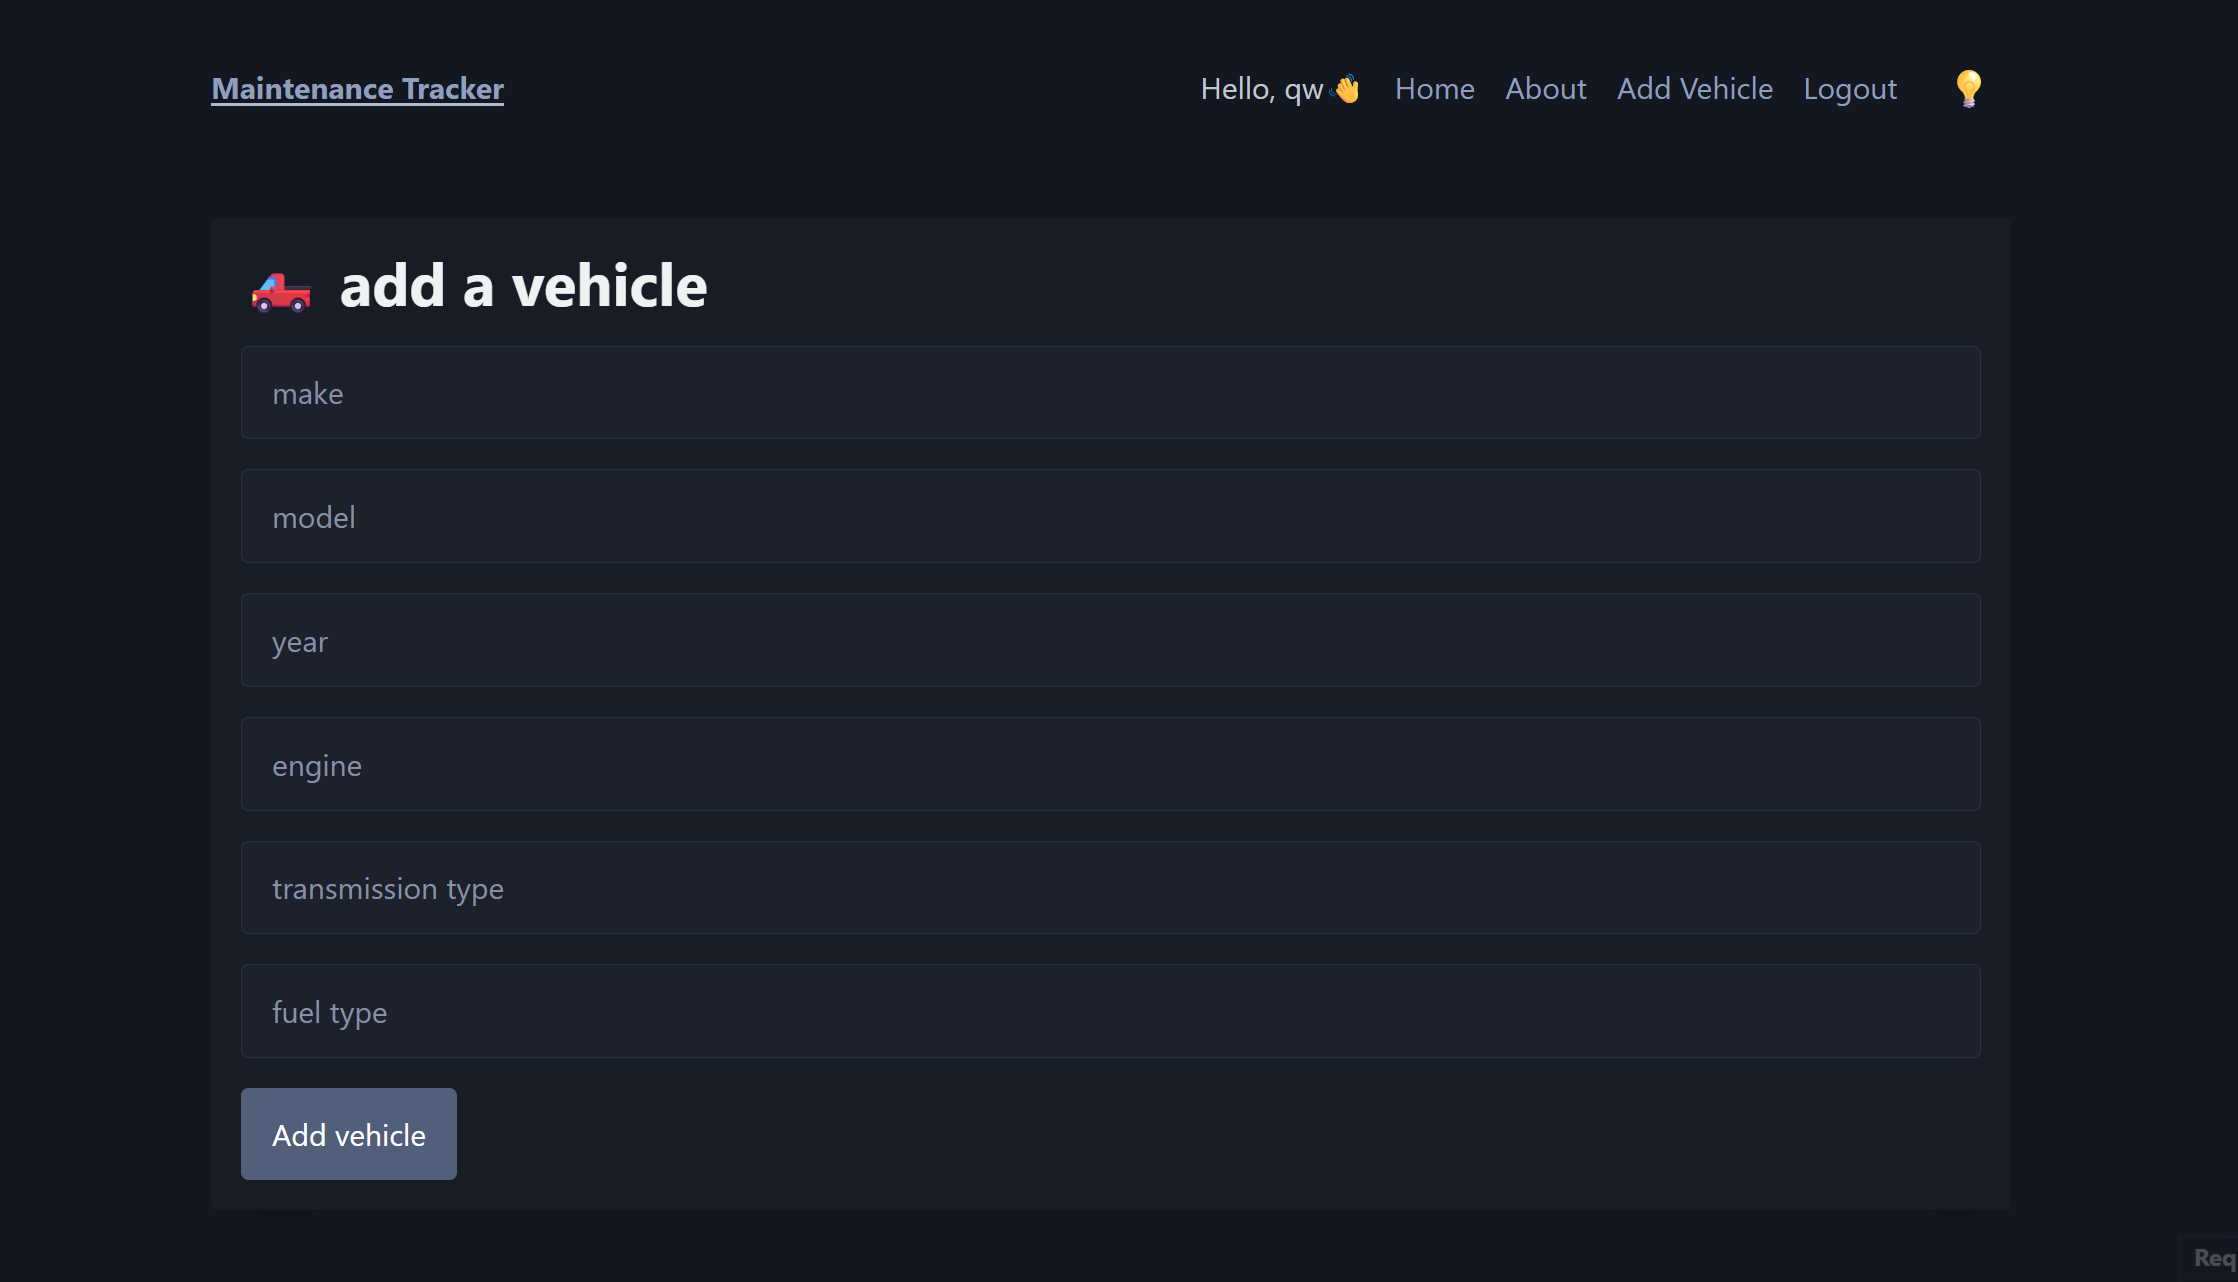 Maintenance Tracker
Hello, qw 👋 Home About Add Vehicle Logout
add a vehicle
make
model
year
engine
transmission type
fuel type
Add vehicle